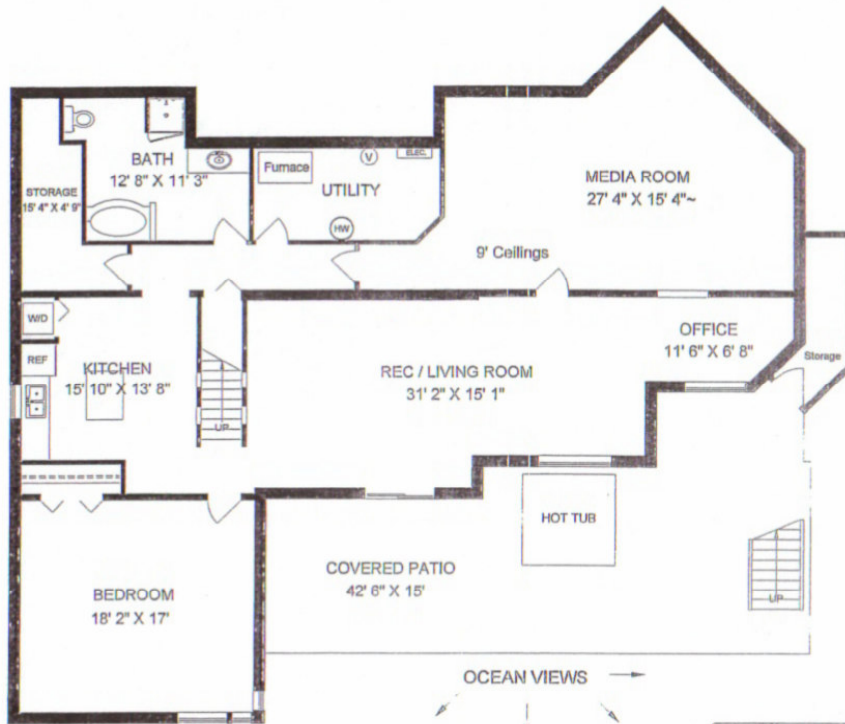 BATH
12' 8" X 11' 3"
Furnace
V
ELEC.
UTILITY
HW
STORAGE
15' 4" X 4' 9"
MEDIA ROOM
27' 4" X 15' 4"~
9' Ceilings
W/D
REF
KITCHEN
15' 10" X 13' 8"
UP
REC / LIVING ROOM
31' 2" X 15' 1"
OFFICE
11' 6" X 6' 8"
Storage
HOT TUB
COVERED PATIO
42' 6" X 15'
UP
BEDROOM
18' 2" X 17'
OCEAN VIEWS